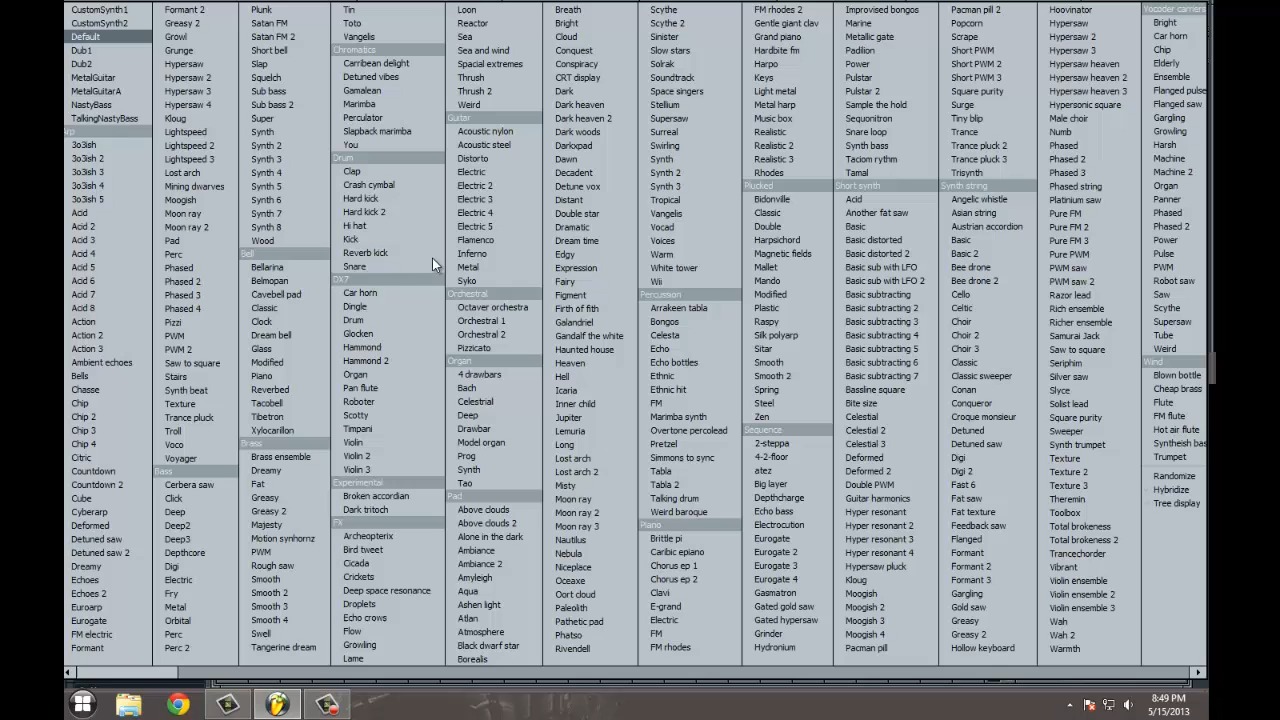 CustomSynth1
CustomSynth2
Default
Dub1
Dub2
MetalGuitar
MetalGuitarA
NastyBass
TalkingNastyBass
Arp
3o3ish
3o3ish 2
3o3ish 3
3o3ish 4
3o3ish 5
Acid
Acid 2
Acid 3
Acid 4
Acid 5
Acid 6
Acid 7
Acid 8
Action
Action 2
Action 3
Ambient echoes
Bells
Chasse
Chip
Chip 2
Chip 3
Chip 4
Citric
Countdown
Countdown 2
Cube
Cyberarp
Deformed
Detuned saw
Detuned saw 2
Dreamy
Echoes
Echoes 2
Euroarp
Eurogate
FM electric
Formant
Formant 2
Greasy 2
Growl
Grunge
Hypersaw
Hypersaw 2
Hypersaw 3
Hypersaw 4
Kloug
Lightspeed
Lightspeed 2
Lightspeed 3
Lost arch
Mining dwarves
Moogish
Moon ray
Moon ray 2
Pad
Perc
Phased
Phased 2
Phased 3
Phased 4
Pizzi
PWM
PWM 2
Saw to square
Stairs
Synth beat
Texture
Trance pluck
Troll
Voco
Voyager
Bass
Cerbera saw
Click
Deep
Deep2
Deep3
Depthcore
Digi
Electric
Fry
Metal
Orbital
Perc
Perc 2
Plunk
Satan FM
Satan FM 2
Short bell
Slap
Squelch
Sub bass
Sub bass 2
Super
Synth
Synth 2
Synth 3
Synth 4
Synth 5
Synth 6
Synth 7
Synth 8
Wood
Bell
Bellarina
Belmopan
Cavebell pad
Classic
Clock
Dream bell
Glass
Modified
Piano
Reverbed
Tacobell
Tibetron
Xylocarillon
Brass
Brass ensemble
Dreamy
Fat
Greasy
Greasy 2
Majesty
Motion synhornz
PWM
Rough saw
Smooth
Smooth 2
Smooth 3
Smooth 4
Swell
Tangerine dream
Tin
Toto
Vangelis
Chromatics
Carribean delight
Detuned vibes
Gamalean
Marimba
Perculator
Slapback marimba
You
Drum
Clap
Crash cymbal
Hard kick
Hard kick 2
Hi hat
Kick
Reverb kick
Snare
DX7
Car horn
Dingle
Drum
Glocken
Hammond
Hammond 2
Organ
Pan flute
Roboter
Scotty
Timpani
Violin
Violin 2
Violin 3
Experimental
Broken accordian
Dark tritoch
FX
Archeopterix
Bird tweet
Cicada
Crickets
Deep space resonance
Droplets
Echo crows
Flow
Growling
Lame
Loon
Reactor
Sea
Sea and wind
Spacial extremes
Thrush
Thrush 2
Weird
Guitar
Acoustic nylon
Acoustic steel
Distorto
Electric
Electric 2
Electric 3
Electric 4
Electric 5
Flamenco
Inferno
Metal
Syko
Orchestral
Octaver orchestra
Orchestral 1
Orchestral 2
Pizzicato
Organ
4 drawbars
Bach
Celestial
Deep
Drawbar
Model organ
Prog
Synth
Tao
Pad
Above clouds
Above clouds 2
Alone in the dark
Ambiance
Ambiance 2
Amyleigh
Aqua
Ashen light
Atlan
Atmosphere
Black dwarf star
Borealis
Breath
Bright
Cloud
Conquest
Conspiracy
CRT display
Dark
Dark heaven
Dark heaven 2
Dark woods
Darkxpad
Dawn
Decadent
Detune vox
Distant
Double star
Dramatic
Dream time
Edgy
Expression
Fairy
Figment
Firth of fith
Galandriel
Gandalf the white
Haunted house
Heaven
Hell
Icaria
Inner child
Jupiter
Lemuria
Long
Lost arch
Lost arch 2
Misty
Moon ray
Moon ray 2
Moon ray 3
Nautilus
Nebula
Niceplace
Oceaxe
Oort cloud
Paleolith
Pathetic pad
Phatso
Rivendell
Scythe
Scythe 2
Sinister
Slow stars
Solrak
Soundtrack
Space singers
Stellium
Supersaw
Surreal
Swirling
Synth
Synth 2
Synth 3
Tropical
Vangelis
Vocad
Voices
Warm
White tower
Wii
Percussion
Arrakeen tabla
Bongos
Celesta
Echo
Echo bottles
Ethnic
Ethnic hit
FM
Marimba synth
Overtone percolead
Pretzel
Simmons to sync
Tabla
Tabla 2
Talking drum
Weird baroque
Piano
Brittle pi
Caribic epiano
Chorus ep 1
Chorus ep 2
Clavi
E-grand
Electric
FM
FM rhodes
FM rhodes 2
Gentle giant clav
Grand piano
Hardbite fm
Harpo
Keys
Light metal
Metal harp
Music box
Realistic
Realistic 2
Realistic 3
Rhodes
Plucked
Bidonville
Classic
Double
Harpsichord
Magnetic fields
Mallet
Mando
Modified
Plastic
Raspy
Silk polyarp
Sitar
Smooth
Smooth 2
Spring
Steel
Zen
Sequence
2-steppa
4-2-floor
atez
Big layer
Depthcharge
Echo bass
Electrocution
Eurogate
Eurogate 2
Eurogate 3
Eurogate 4
Gasmatron
Gated gold saw
Gated hypersaw
Grinder
Hydronium
Improvised bongos
Marine
Metallic gate
Padilion
Power
Pulstar
Pulstar 2
Sample the hold
Sequonitron
Snare loop
Synth bass
Taciom rythm
Tamal
Short synth
Acid
Another fat saw
Basic
Basic distorted
Basic distorted 2
Basic sub with LFO
Basic sub with LFO 2
Basic subtracting
Basic subtracting 2
Basic subtracting 3
Basic subtracting 4
Basic subtracting 5
Basic subtracting 6
Basic subtracting 7
Bassline square
Bite size
Celestial
Celestial 2
Celestial 3
Deformed
Deformed 2
Double PWM
Guitar harmonics
Hyper resonant
Hyper resonant 2
Hyper resonant 3
Hyper resonant 4
Hypersaw pluck
Kloug
Moogish
Moogish 2
Moogish 3
Moogish 4
Pacman pill
Pacman pill 2
Popcorn
Scrape
Short PWM
Short PWM 2
Short PWM 3
Square purity
Surge
Tiny blip
Trance
Trance pluck 2
Trance pluck 3
Trisynth
Synth string
Angelic whistle
Asian string
Austrian accordion
Basic
Basic 2
Bee drone
Bee drone 2
Cello
Celtic
Choir
Choir 2
Choir 3
Classic
Classic sweeper
Conan
Conqueror
Croque monsieur
Detuned
Detuned saw
Digi
Digi 2
Fast 6
Fat saw
Fat texture
Feedback saw
Flanged
Formant
Formant 2
Formant 3
Gargling
Gold saw
Greasy
Greasy 2
Hollow keyboard
Hoovinator
Hypersaw
Hypersaw 2
Hypersaw 3
Hypersaw heaven
Hypersaw heaven 2
Hypersaw heaven 3
Hypersonic square
Male choir
Numb
Phased
Phased 2
Phased 3
Phased string
Platinium saw
Pure FM
Pure FM 2
Pure FM 3
Pure PWM
PWM saw
PWM saw 2
Razor lead
Rich ensemble
Richer ensemble
Samurai Jack
Saw to square
Seriphim
Silver saw
Slyce
Solist lead
Square purity
Sweeper
Synth trumpet
Texture
Texture 2
Texture 3
Theremin
Toolbox
Total brokeness
Total brokeness 2
Trancechorder
Vibrant
Violin ensemble
Violin ensemble 2
Violin ensemble 3
Wah
Wah 2
Warmth
Vocoder carriers
Bright
Car horn
Chip
Elderly
Ensemble
Flanged pulse
Flanged saw
Gargling
Growling
Harsh
Machine
Machine 2
Organ
Panner
Phased
Phased 2
Power
Pulsie
PWM
Robot saw
Saw
Scythe
Supersaw
Tube
Weird
Wind
Blown bottle
Cheap brass
Flute
FM flute
Hot air flute
Syntheish bas
Trumpet
Randomize
Hybridize
Tree display
8:49 PM
5/15/2013